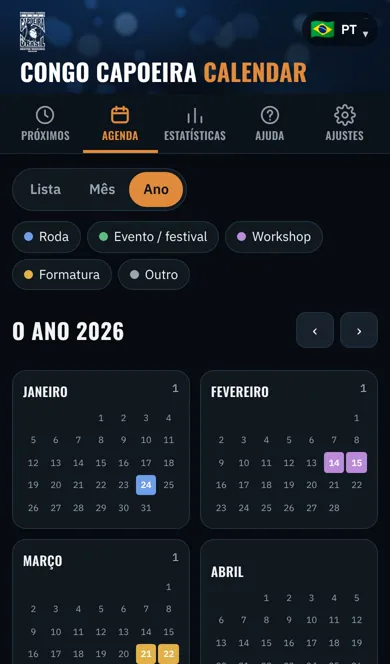 CAPOEIRA
BRASIL
PT
CONGO CAPOEIRA CALENDAR
PRÓXIMOS AGENDA ESTATÍSTICAS AJUDA AJUSTES
Lista Mês Ano
Roda Evento / festival Workshop
Formatura Outro
O ANO 2026 ‹ ›
JANEIRO 1
1 2 3 4
5 6 7 8 9 10 11
12 13 14 15 16 17 18
19 20 21 22 23 24 25
26 27 28 29 30 31
FEVEREIRO 1
1
2 3 4 5 6 7 8
9 10 11 12 13 14 15
16 17 18 19 20 21 22
23 24 25 26 27 28
MARÇO 1
1
2 3 4 5 6 7 8
9 10 11 12 13 14 15
16 17 18 19 20 21 22
ABRIL
1 2 3 4 5
6 7 8 9 10 11 12
13 14 15 16 17 18 19